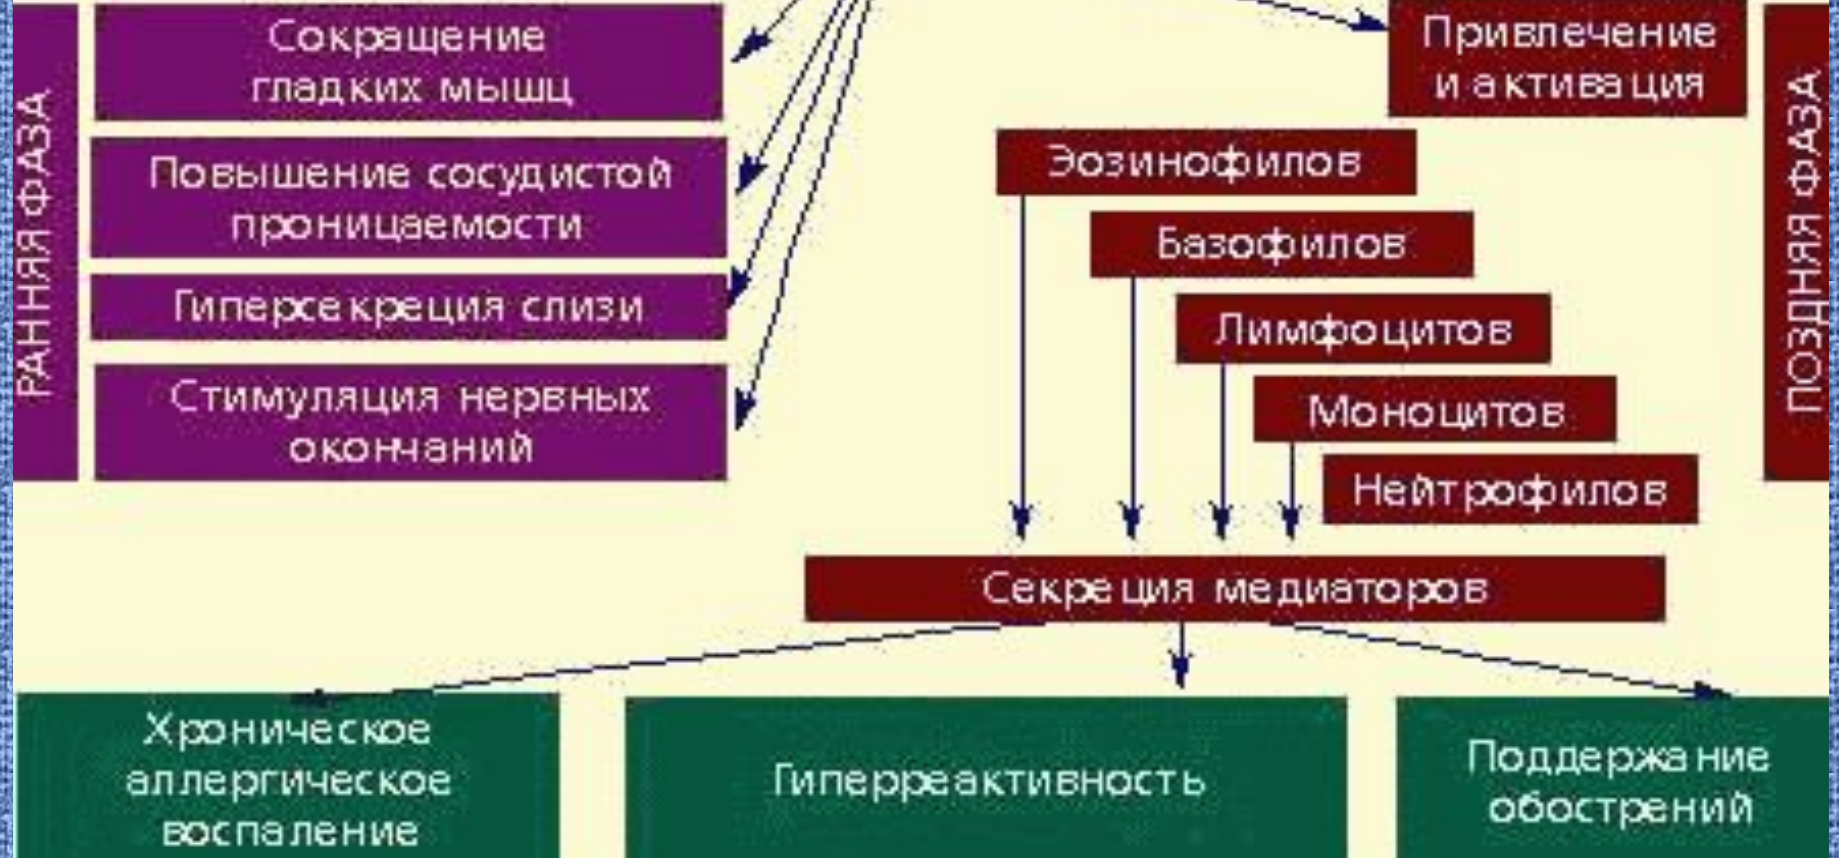 РАННЯЯ ФАЗА
Сокращение
гладких мышц
Повышение сосудистой
проницаемости
Гиперсекреция слизи
Стимуляция нервных
окончаний
Привлечение
и активация
ПОЗДНЯЯ ФАЗА
Эозинофилов
Базофилов
Лимфоцитов
Моноцитов
Нейтрофилов
Секреция медиаторов
Хроническое
аллергическое
воспаление
Гиперреактивность
Поддержание
обострений